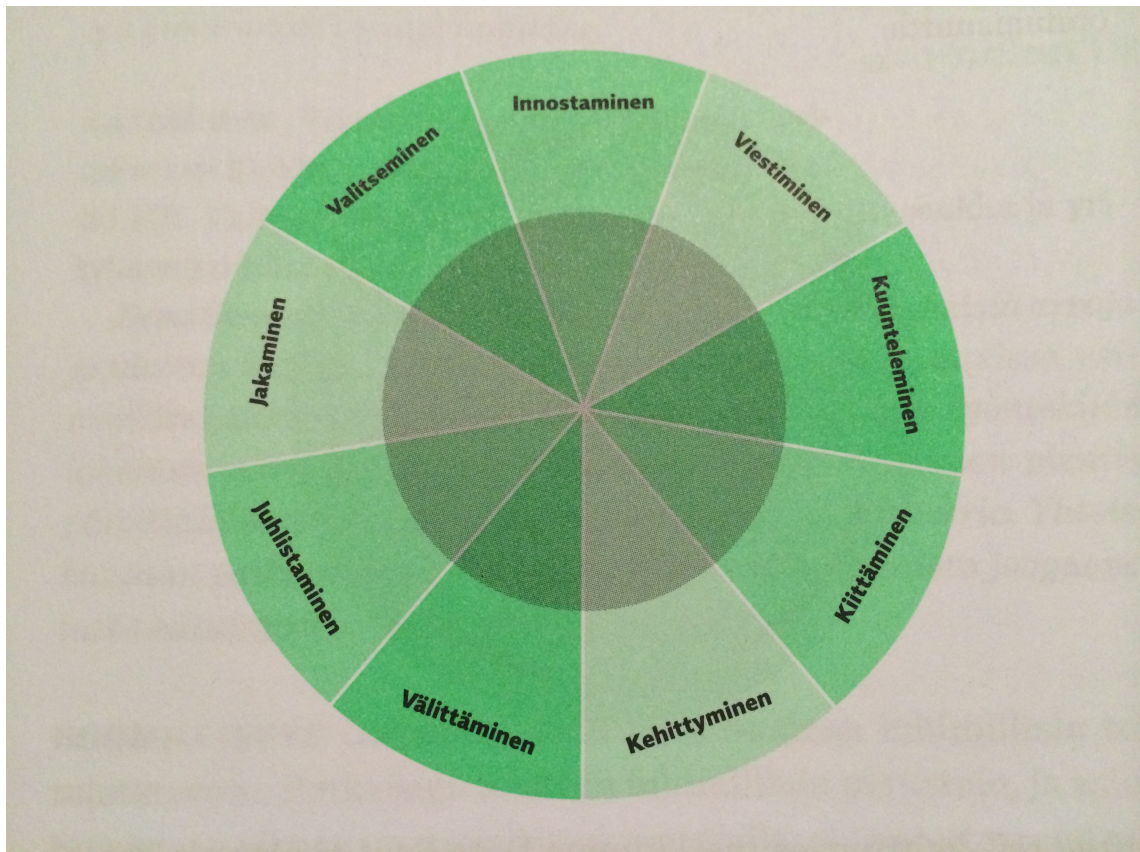 Innostaminen
Viestiminen
Kuunteleminen
Kiittäminen
Kehittyminen
Välittäminen
Juhlistaminen
Jakaminen
Valitseminen